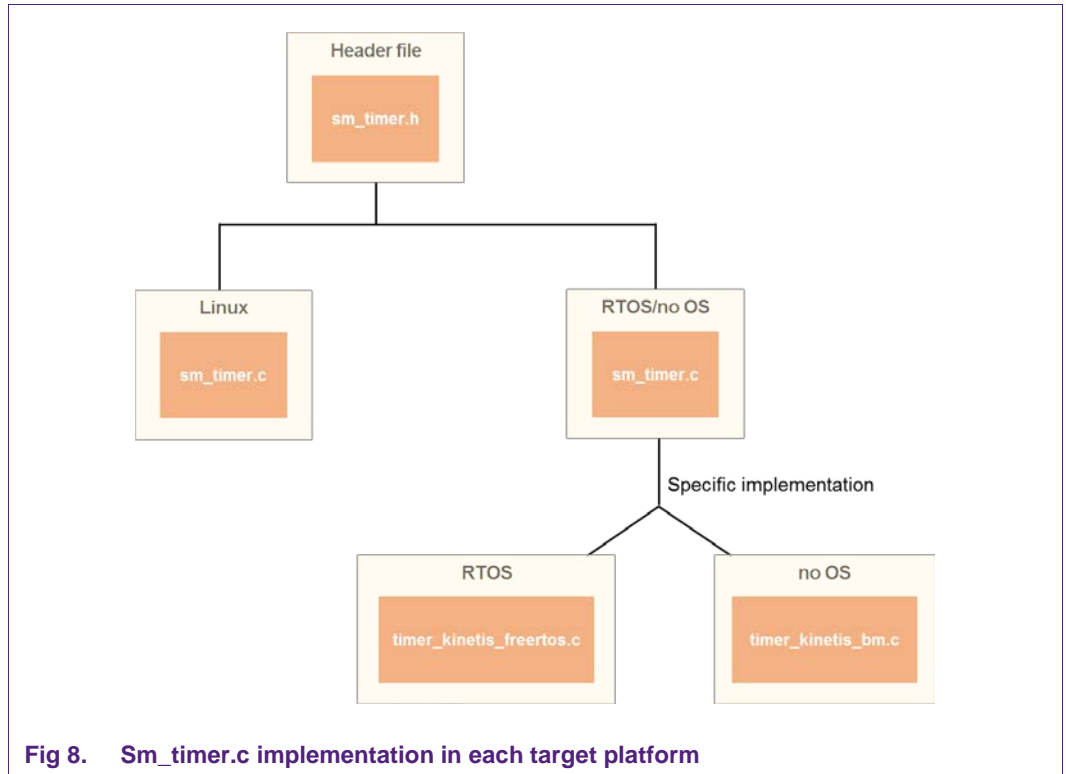 Header file
sm_timer.h
Linux
sm_timer.c
RTOS/no OS
sm_timer.c
Specific implementation
RTOS
timer_kinetis_freertos.c
no OS
timer_kinetis_bm.c
Fig 8. Sm_timer.c implementation in each target platform